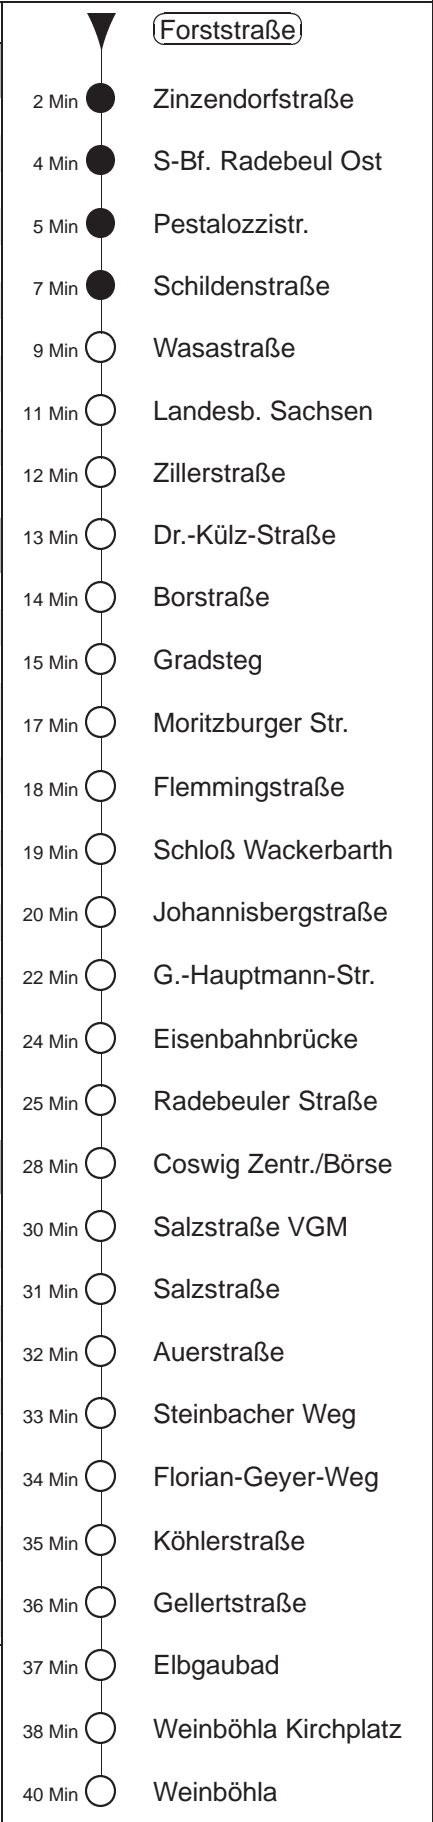 Forststraße
2 Min Zinzendorfstraße
4 Min S-Bf. Radebeul Ost
5 Min Pestalozzistr.
7 Min Schildenstraße
9 Min Wasastraße
11 Min Landesb. Sachsen
12 Min Zillerstraße
13 Min Dr.-Külz-Straße
14 Min Borstraße
15 Min Gradsteg
17 Min Moritzburger Str.
18 Min Flemmingstraße
19 Min Schloß Wackerbarth
20 Min Johannisbergstraße
22 Min G.-Hauptmann-Str.
24 Min Eisenbahnbrücke
25 Min Radebeuler Straße
28 Min Coswig Zentr./Börse
30 Min Salzstraße VGM
31 Min Salzstraße
32 Min Auerstraße
33 Min Steinbacher Weg
34 Min Florian-Geyer-Weg
35 Min Köhlerstraße
36 Min Gellertstraße
37 Min Elbgaubad
38 Min Weinböhla Kirchplatz
40 Min Weinböhla